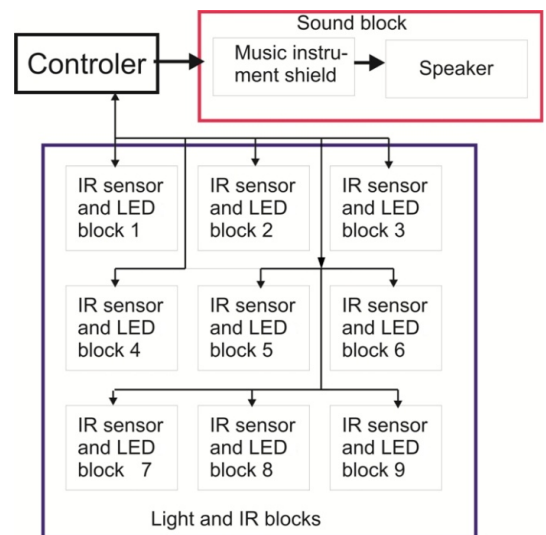 Sound block
Controler
Music instru-
ment shield
Speaker
IR sensor
and LED
block 1
IR sensor
and LED
block 2
IR sensor
and LED
block 3
IR sensor
and LED
block 4
IR sensor
and LED
block 5
IR sensor
and LED
block 6
IR sensor
and LED
block 7
IR sensor
and LED
block 8
IR sensor
and LED
block 9
Light and IR blocks